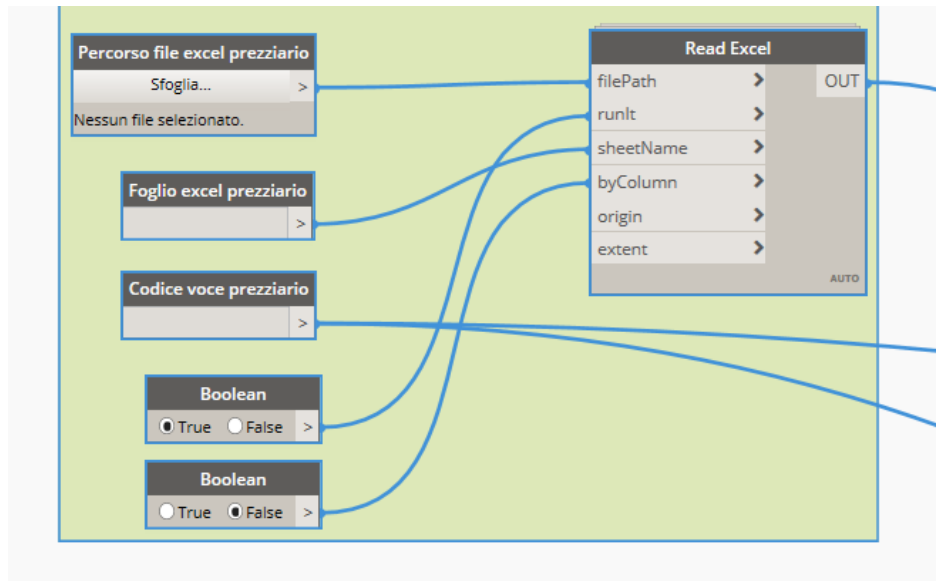 Percorso file excel prezziario
Sfoglia... >
Nessun file selezionato.
Foglio excel prezziario
>
Codice voce prezziario
>
Boolean
True False >
Boolean
True False >
Read Excel
filePath > OUT
runIt >
sheetName >
byColumn >
origin >
extent >
AUTO